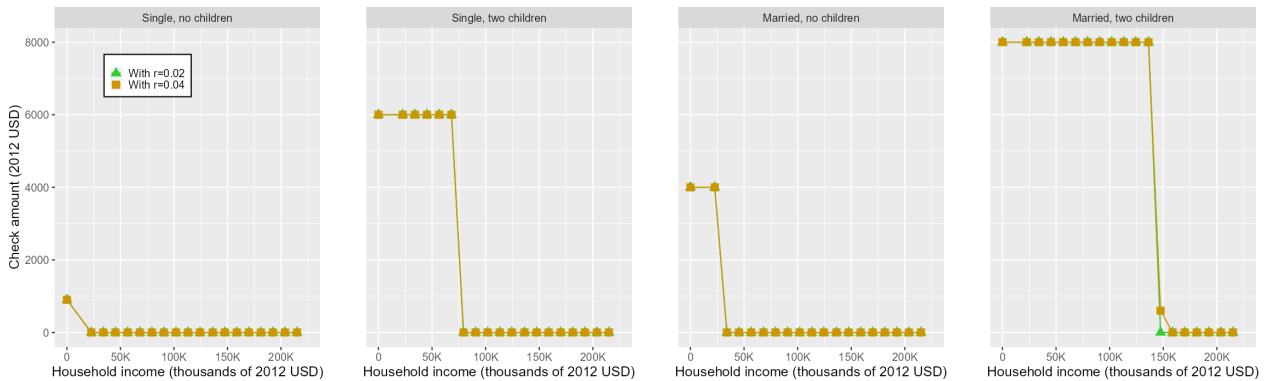 Single, no children
Single, two children
Married, no children
Married, two children
Check amount (2012 USD)
8000
6000
4000
2000
0
With r=0.02
With r=0.04
0 50K 100K 150K 200K
0 50K 100K 150K 200K
0 50K 100K 150K 200K
0 50K 100K 150K 200K
Household income (thousands of 2012 USD)
Household income (thousands of 2012 USD)
Household income (thousands of 2012 USD)
Household income (thousands of 2012 USD)